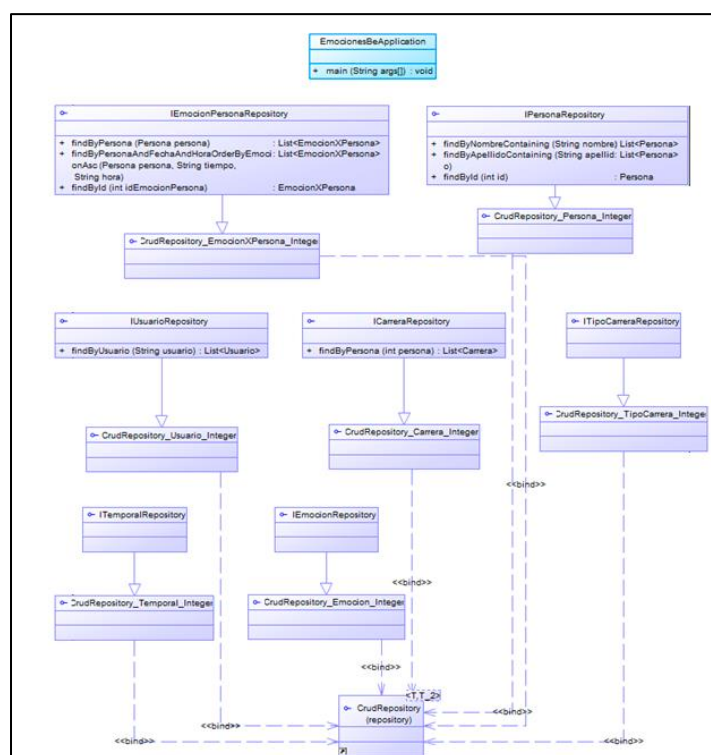 EmocionesBeApplication
+ main (String args[]) : void
IEmocionPersonaRepository
+ findByPersona (Persona persona) : List<EmocionXPersona>
+ findByPersonaAndFechaAndHoraOrderByEmoci : List<EmocionXPersona>
onAsc (Persona persona, String tiempo,
String hora)
+ findById (int idEmocionPersona) : EmocionXPersona
IPersonaRepository
+ findByNombreContaining (String nombre) List<Persona>
+ findByApellidoContaining (String apellid: List<Persona>
o)
+ findById (int id) : Persona
CrudRepository_EmocionXPersona_Integer
CrudRepository_Persona_Integer
IUsuarioRepository
+ findByUsuario (String usuario) : List<Usuario>
ICarreraRepository
+ findByPersona (int persona) : List<Carrera>
ITipoCarreraRepository
CrudRepository_Usuario_Integer
CrudRepository_Carrera_Integer
CrudRepository_TipoCarrera_Integer
<<bind>>
ITemporalRepository
IEmocionRepository
<<bind>>
CrudRepository_Temporal_Integer
CrudRepository_Emocion_Integer
<<bind>>
<T,T_2>
CrudRepository
(repository)
<<bind>>
<<bind>>
<<bind>>
<<bind>>